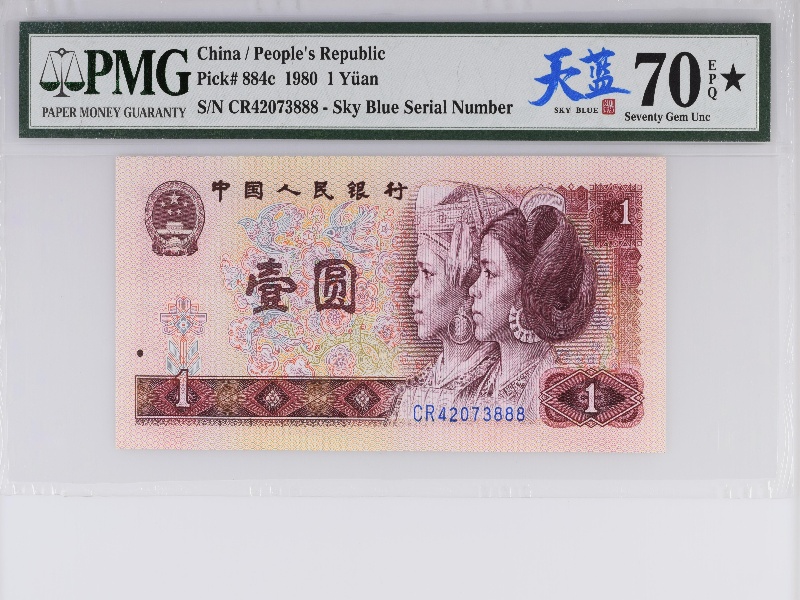 PMG
PAPER MONEY GUARANTY
China / People's Republic
Pick# 884c 1980 1 Yüan
S/N CR42073888 - Sky Blue Serial Number
天蓝
SKY BLUE
70 EPQ ★
Seventy Gem Unc
中国人民银行
1
壹圆
1
1
CR42073888